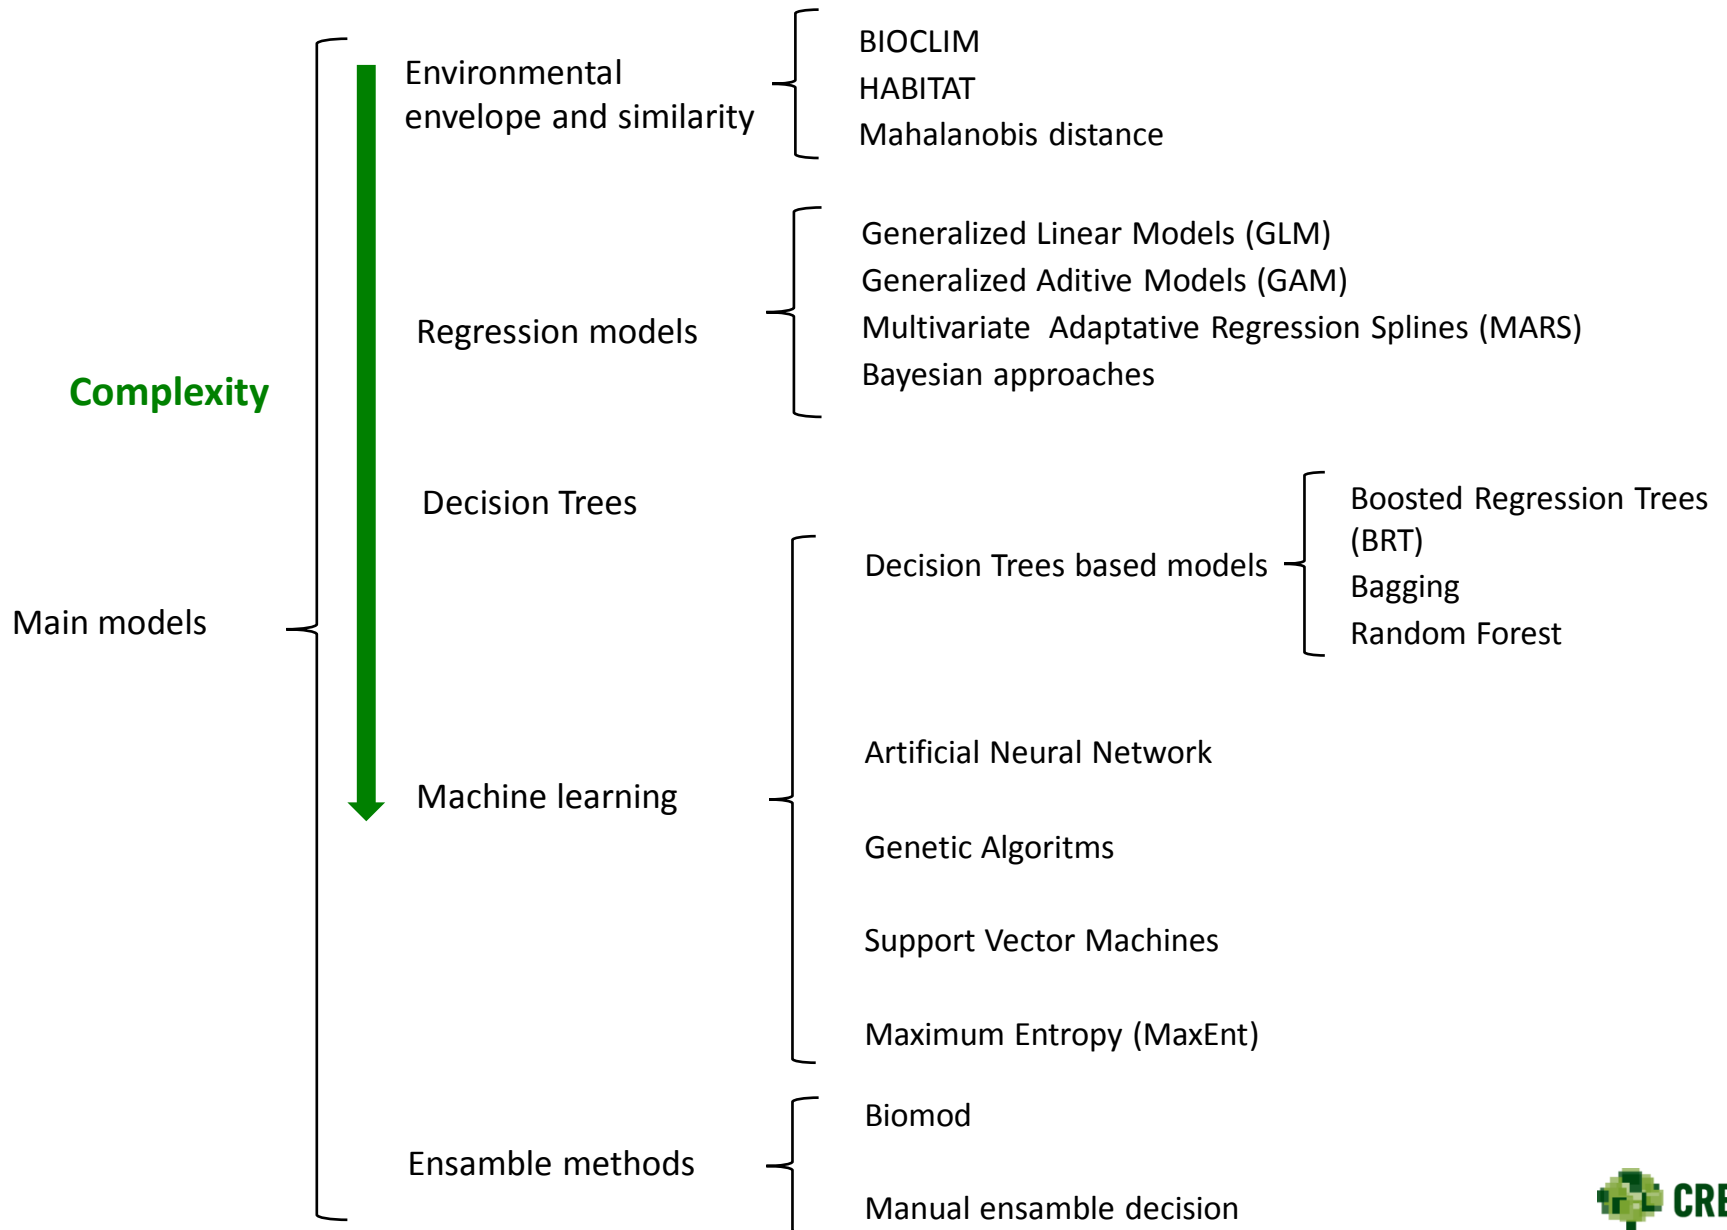 BIOCLIM
HABITAT
Mahalanobis distance
Environmental
envelope and similarity
Generalized Linear Models (GLM)
Generalized Aditive Models (GAM)
Multivariate Adaptative Regression Splines (MARS)
Bayesian approaches
Regression models
Complexity
Decision Trees
Boosted Regression Trees
(BRT)
Bagging
Random Forest
Decision Trees based models
Main models
Artificial Neural Network
Machine learning
Genetic Algoritms
Support Vector Machines
Maximum Entropy (MaxEnt)
Biomod
Ensamble methods
Manual ensamble decision